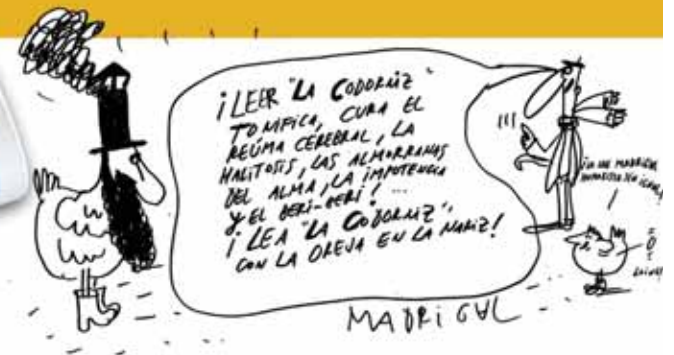 ¡LEER "LA CODORNIZ"
TONIFICA, CURA EL
REÚMA CEREBRAL, LA
HALITOSIS, LAS ALMORRANAS
DEL ALMA, LA IMPOTENCIA
Y EL BERI-BERI! ...
¡LEA "LA CODORNIZ",
CON LA OREJA EN LA NARIZ!
!!!
MADRIGAL